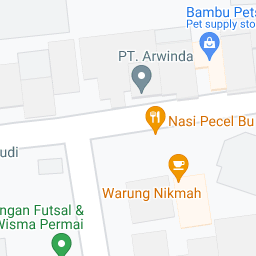 Bambu Pets
Pet supply sto
PT. Arwinda
Nasi Pecel Bu
udi
Warung Nikmah
ngan Futsal &
Wisma Permai